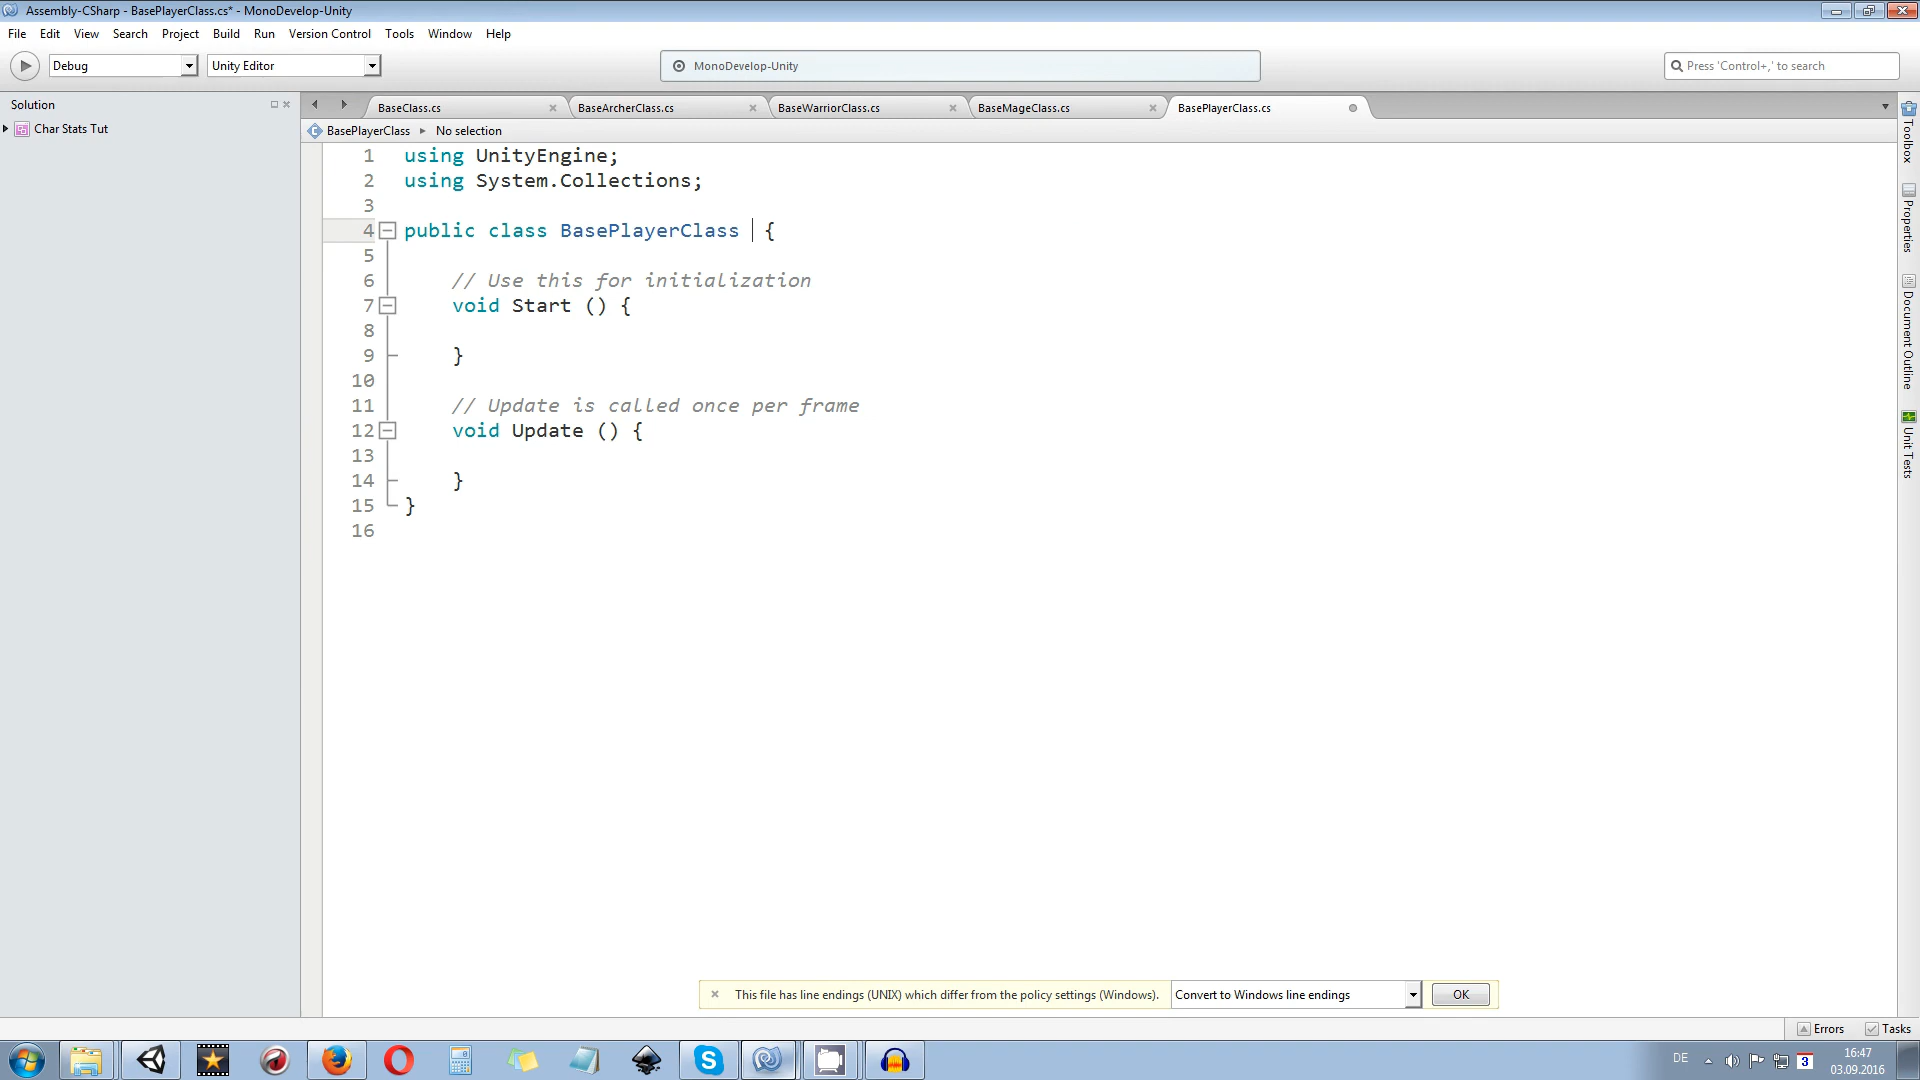 Assembly-CSharp - BasePlayerClass.cs* - MonoDevelop-Unity
File Edit View Search Project Build Run Version Control Tools Window Help
Debug Unity Editor MonoDevelop-Unity Press 'Control+,' to search
Solution
Char Stats Tut
BaseClass.cs BaseArcherClass.cs BaseWarriorClass.cs BaseMageClass.cs BasePlayerClass.cs
BasePlayerClass No selection
1 using UnityEngine;
2 using System.Collections;
3
4 public class BasePlayerClass {
5
6 // Use this for initialization
7 void Start () {
8
9 }
10
11 // Update is called once per frame
12 void Update () {
13
14 }
15 }
16
Toolbox
Properties
Document Outline
Unit Tests
This file has line endings (UNIX) which differ from the policy settings (Windows). Convert to Windows line endings OK
Errors Tasks
DE 3 16:47
03.09.2016